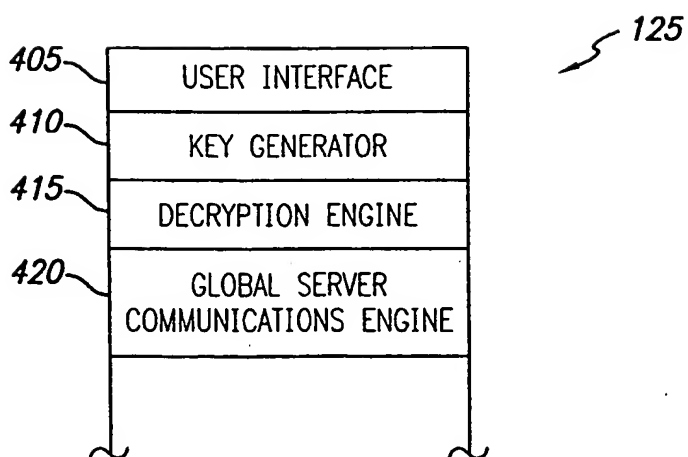 125
405 USER INTERFACE
410 KEY GENERATOR
415 DECRYPTION ENGINE
420 GLOBAL SERVER
COMMUNICATIONS ENGINE